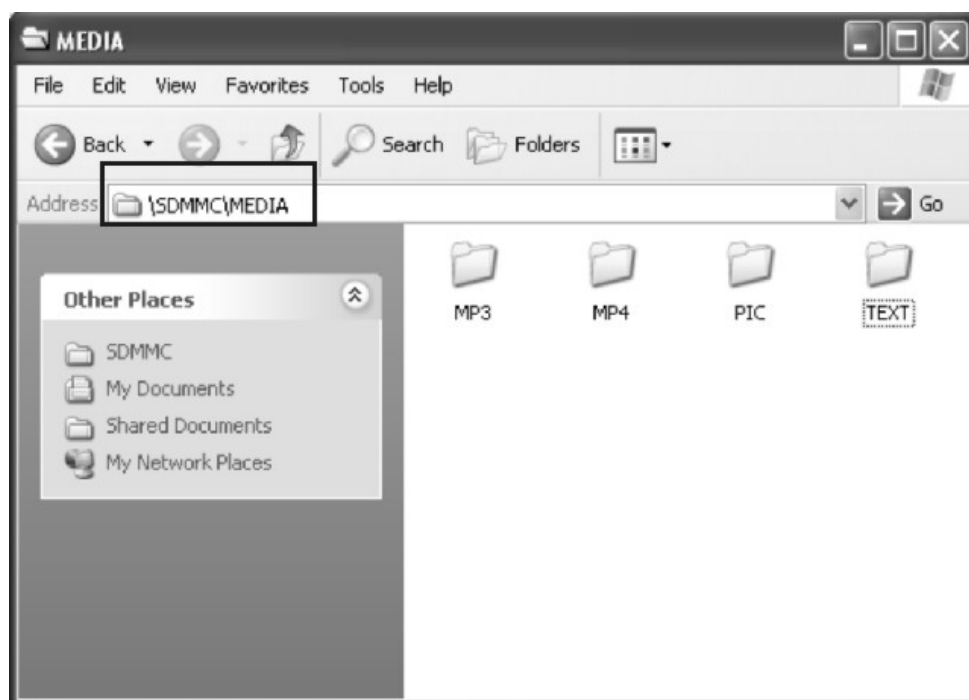 MEDIA
File Edit View Favorites Tools Help
Back Search Folders
Address \SDMMC\MEDIA Go
Other Places
SDMMC
My Documents
Shared Documents
My Network Places
MP3 MP4 PIC TEXT